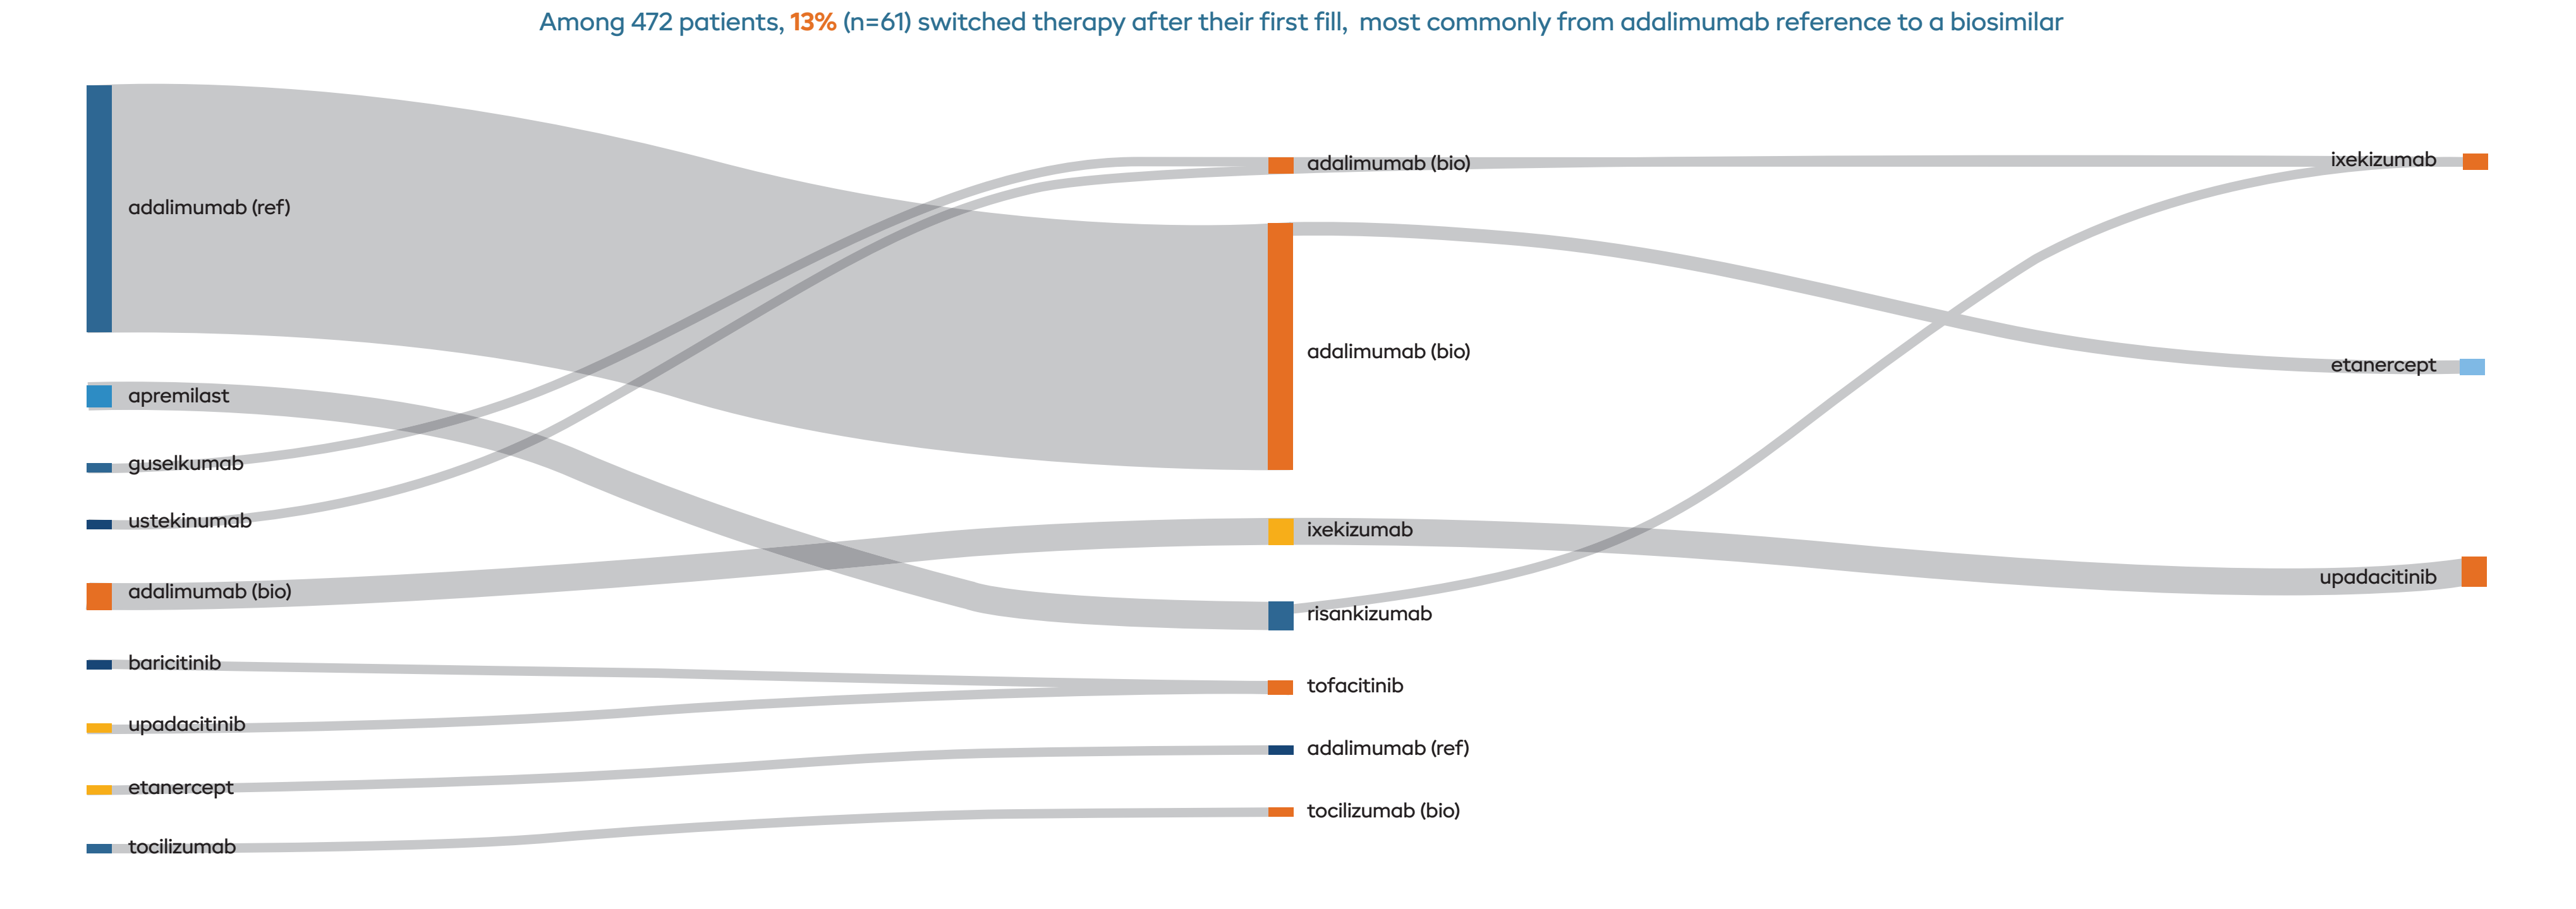 Among 472 patients, 13% (n=61) switched therapy after their first fill, most commonly from adalimumab reference to a biosimilar
adalimumab (ref)
apremilast
guselkumab
ustekinumab
adalimumab (bio)
baricitinib
upadacitinib
etanercept
tocilizumab
adalimumab (bio)
adalimumab (bio)
ixekizumab
risankizumab
tofacitinib
adalimumab (ref)
tocilizumab (bio)
ixekizumab
etanercept
upadacitinib